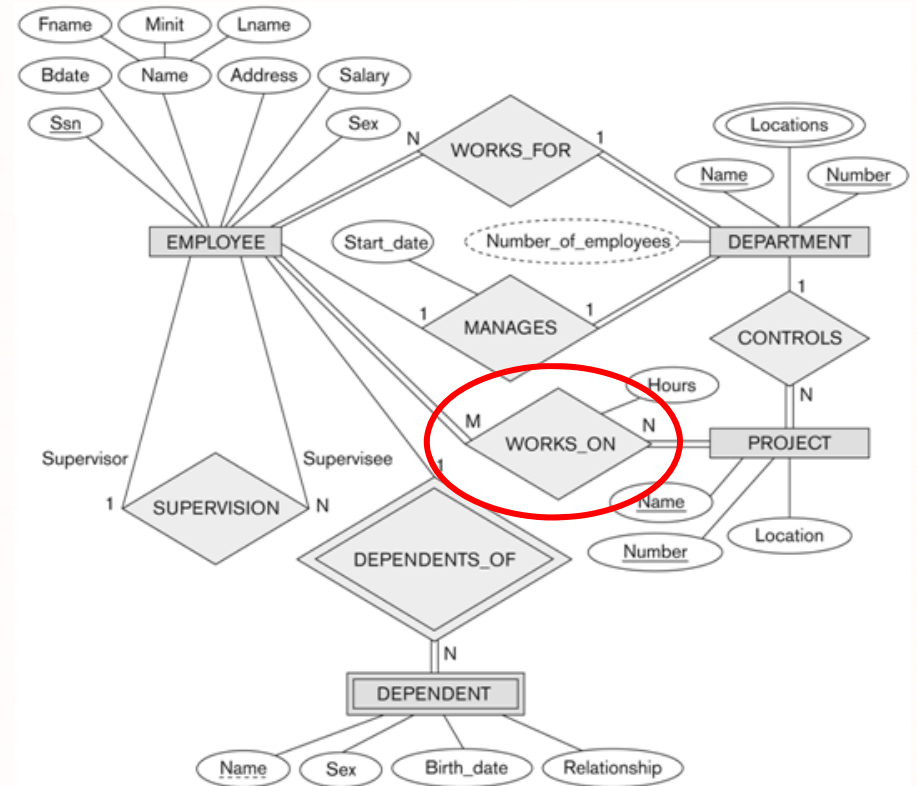 Fname
Minit
Lname
Bdate
Name
Address
Salary
Ssn
Sex
N
WORKS_FOR
1
Locations
Name
Number
EMPLOYEE
Start_date
Number_of_employees
DEPARTMENT
1
MANAGES
1
1
CONTROLS
N
Hours
M
WORKS_ON
N
PROJECT
Supervisor
Supervisee
1
1
SUPERVISION
N
Name
Number
Location
DEPENDENTS_OF
N
DEPENDENT
Name
Sex
Birth_date
Relationship